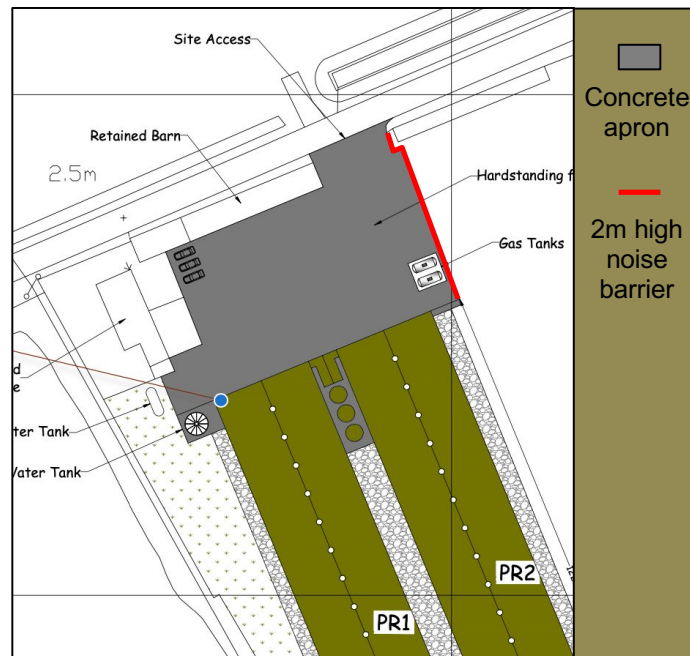 Site Access
Retained Barn
2.5m
Hardstanding f
Gas Tanks
d
e
ter Tank
Water Tank
PR1
PR2
Concrete
apron
2m high
noise
barrier